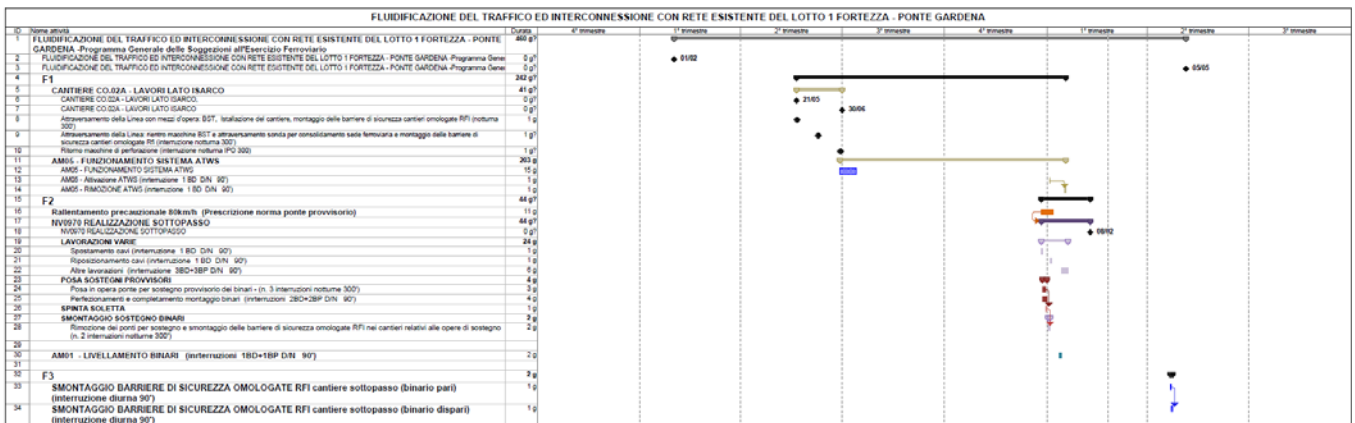 FLUIDIFICAZIONE DEL TRAFFICO ED INTERCONNESSIONE CON RETE ESISTENTE DEL LOTTO 1 FORTEZZA - PONTE GARDENA
ID Nome attività Durata 4° trimestre 1° trimestre 2° trimestre 3° trimestre 4° trimestre 1° trimestre 2° trimestre 3° trimestre
1 FLUIDIFICAZIONE DEL TRAFFICO ED INTERCONNESSIONE CON RETE ESISTENTE DEL LOTTO 1 FORTEZZA - PONTE 460 g?
GARDENA -Programma Generale delle Soggezioni all'Esercizio Ferroviario
2 FLUIDIFICAZIONE DEL TRAFFICO ED INTERCONNESSIONE CON RETE ESISTENTE DEL LOTTO 1 FORTEZZA - PONTE GARDENA -Programma Gene 0 g? 01/02
3 FLUIDIFICAZIONE DEL TRAFFICO ED INTERCONNESSIONE CON RETE ESISTENTE DEL LOTTO 1 FORTEZZA - PONTE GARDENA -Programma Gene 0 g? 05/05
4 F1 242 g?
5 CANTIERE CO.02A - LAVORI LATO ISARCO 41 g?
6 CANTIERE CO.02A - LAVORI LATO ISARCO, 0 g? 21/05
7 CANTIERE CO.02A - LAVORI LATO ISARCO 0 g? 30/06
8 Attraversamento della Linea con mezzi d'opera: BST, Istallazione del cantiere, montaggio delle barriere di sicurezza cantieri omologate RFI (notturna 1 g
300')
9 Attraversamento della Linea: rientro macchine BST e attraversamento sonda per consolidamento sede ferroviaria e montaggio delle barriere di 1 g?
sicurezza cantieri omologate RfI (interruzione notturna 300')
10 Ritorno macchine di perforazione (interruzione notturna IPO 300) 1 g?
11 AM05 - FUNZIONAMENTO SISTEMA ATWS 203 g
12 AM05 - FUNZIONAMENTO SISTEMA ATWS 15 g
13 AM05 - Attivazione ATWS (inrterruzione 1 BD D/N 90') 1 g
14 AM05 - RIMOZIONE ATWS (inrterruzione 1 BD D/N 90') 1 g
15 F2 44 g?
16 Rallentamento precauzionale 80km/h (Prescrizione norma ponte provvisorio) 11 g
17 NV0970 REALIZZAZIONE SOTTOPASSO 44 g?
18 NV0970 REALIZZAZIONE SOTTOPASSO 0 g? 08/02
19 LAVORAZIONI VARIE 24 g
20 Spostamento cavi (inrterruzione 1 BD D/N 90') 1 g
21 Riposizionamento cavi (inrterruzione 1 BD D/N 90') 1 g
22 Altre lavorazioni (inrterruzione 3BD+3BP D/N 90') 6 g
23 POSA SOSTEGNI PROVVISORI 4 g
24 Posa in opera ponte per sostegno provvisorio dei binari - (n. 3 interruzioni notturne 300') 3 g
25 Perfezionamenti e completamento montaggio binari (inrterruzioni 2BD+2BP D/N 90') 4 g
26 SPINTA SOLETTA 1 g
27 SMONTAGGIO SOSTEGNO BINARI 2 g
28 Rimozione dei ponti per sostegno e smontaggio delle barriere di sicurezza omologate RFI nei cantieri relativi alle opere di sostegno 2 g
(n. 2 interruzioni notturne 300')
29
30 AM01 - LIVELLAMENTO BINARI (inrterruzioni 1BD+1BP D/N 90') 2 g
31
32 F3 2 g
33 SMONTAGGIO BARRIERE DI SICUREZZA OMOLOGATE RFI cantiere sottopasso (binario pari) 1 g
(interruzione diurna 90')
34 SMONTAGGIO BARRIERE DI SICUREZZA OMOLOGATE RFI cantiere sottopasso (binario dispari) 1 g
(interruzione diurna 90')